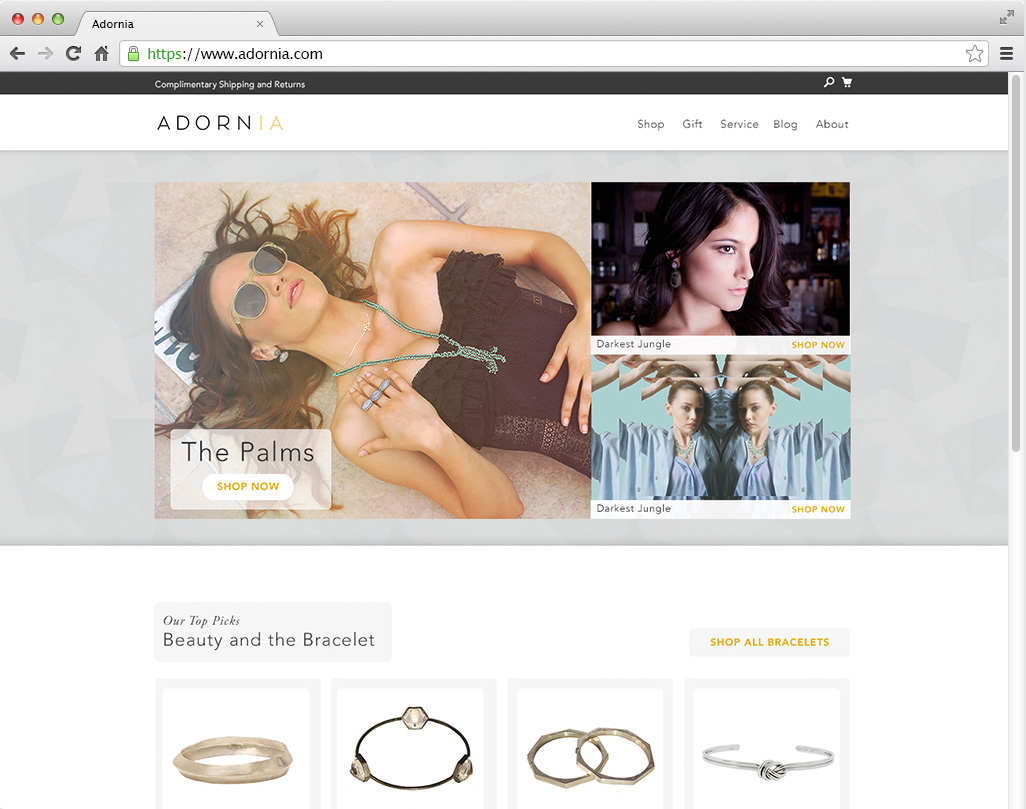 Adornia
https://www.adornia.com
Complimentary Shipping and Returns
ADORNIA
Shop Gift Service Blog About
The Palms
SHOP NOW
Darkest Jungle SHOP NOW
Darkest Jungle SHOP NOW
Our Top Picks
Beauty and the Bracelet
SHOP ALL BRACELETS